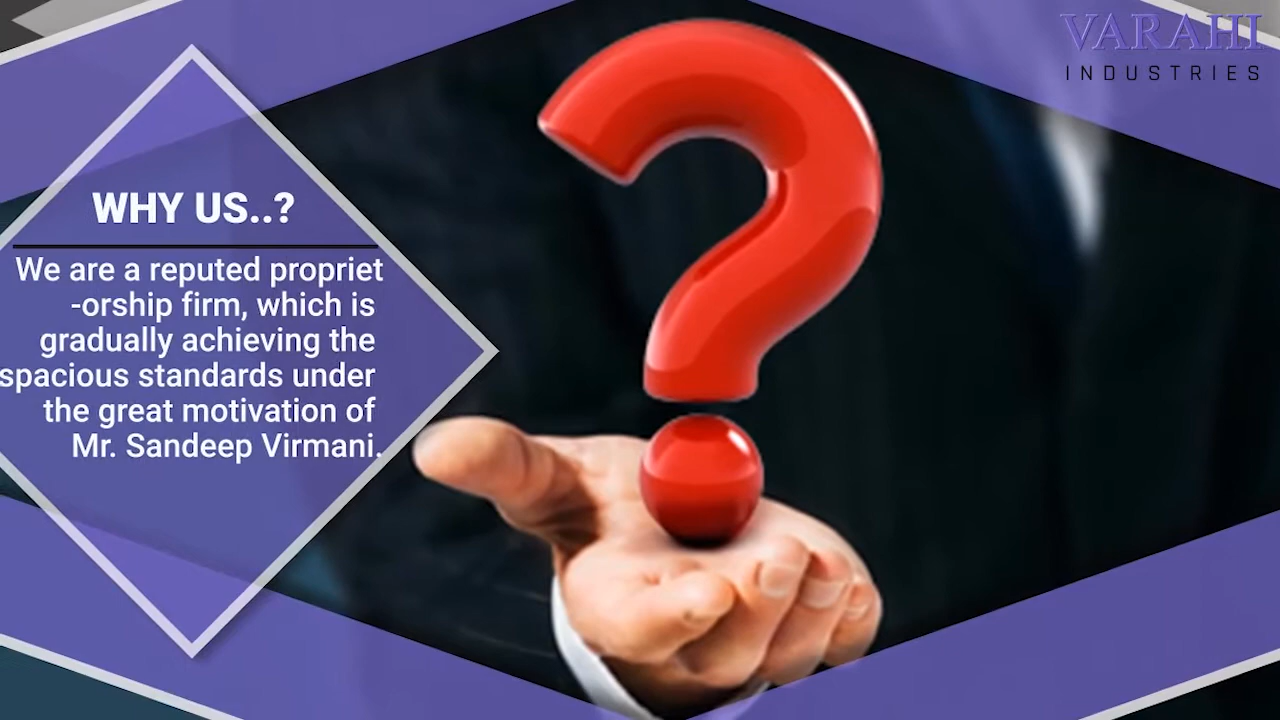 VARAHI
INDUSTRIES
WHY US..?
We are a reputed propriet
-orship firm, which is
gradually achieving the
spacious standards under
the great motivation of
Mr. Sandeep Virmani.